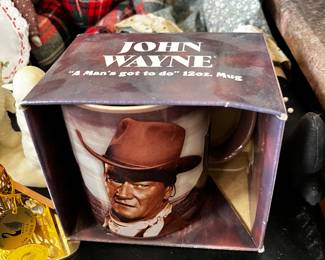 JOHN
WAYNE
"A Man's got to do" 12oz. Mug